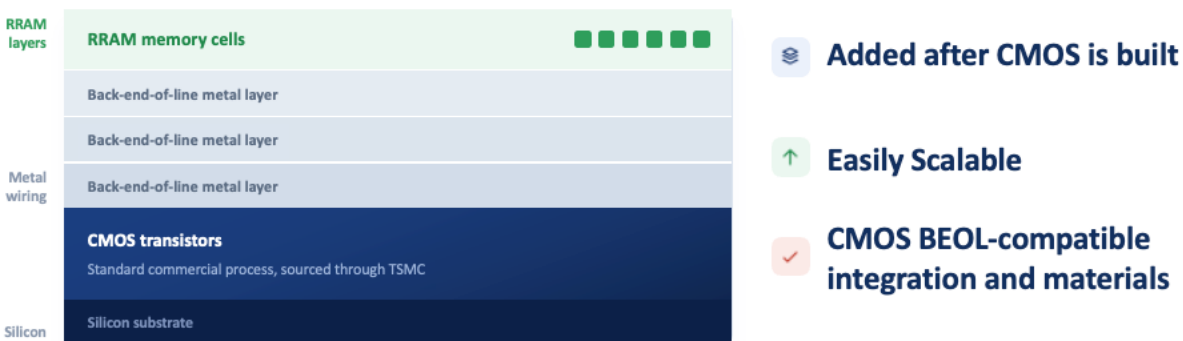 RRAM
layers
RRAM memory cells
Back-end-of-line metal layer
Back-end-of-line metal layer
Metal
wiring
Back-end-of-line metal layer
CMOS transistors
Standard commercial process, sourced through TSMC
Silicon
Silicon substrate
Added after CMOS is built
Easily Scalable
CMOS BEOL-compatible
integration and materials